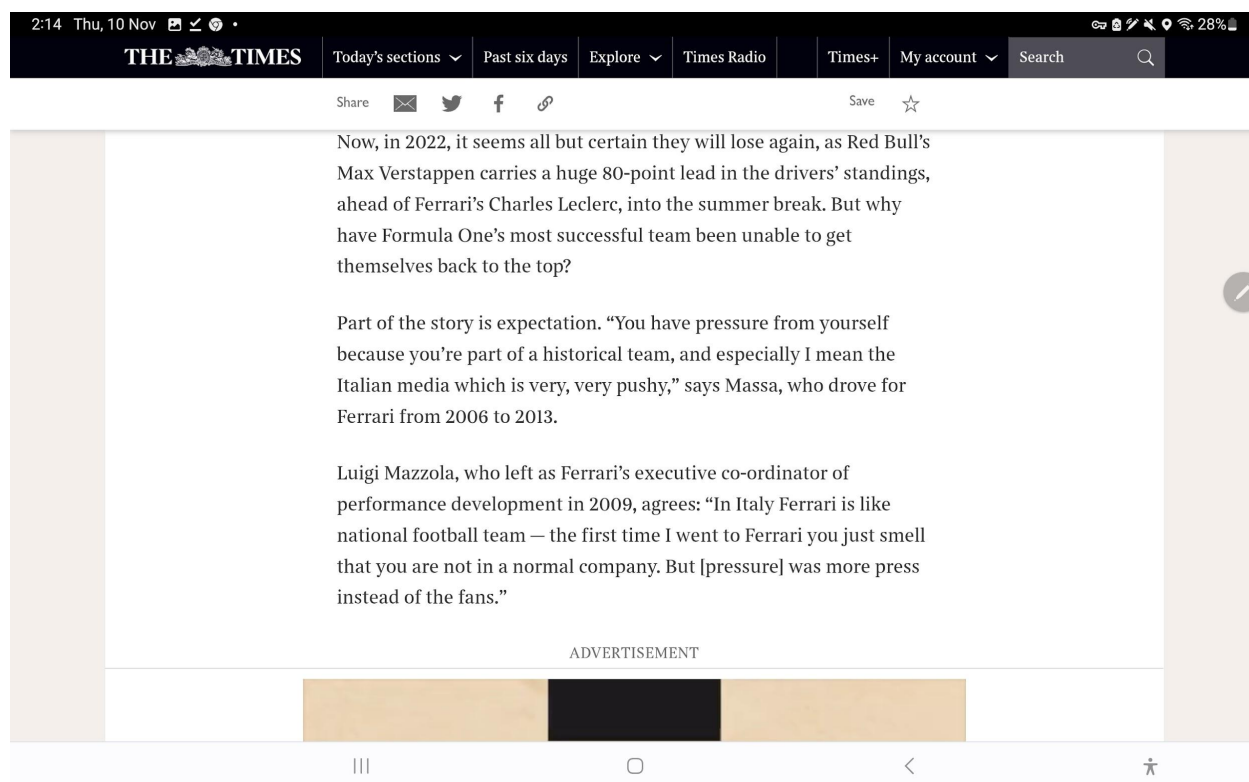 2:14 Thu, 10 Nov 28%
THE TIMES Today's sections Past six days Explore Times Radio Times+ My account Search
Share Save
Now, in 2022, it seems all but certain they will lose again, as Red Bull’s
Max Verstappen carries a huge 80-point lead in the drivers’ standings,
ahead of Ferrari’s Charles Leclerc, into the summer break. But why
have Formula One’s most successful team been unable to get
themselves back to the top?
Part of the story is expectation. “You have pressure from yourself
because you’re part of a historical team, and especially I mean the
Italian media which is very, very pushy,” says Massa, who drove for
Ferrari from 2006 to 2013.
Luigi Mazzola, who left as Ferrari’s executive co-ordinator of
performance development in 2009, agrees: “In Italy Ferrari is like
national football team — the first time I went to Ferrari you just smell
that you are not in a normal company. But [pressure] was more press
instead of the fans.”
ADVERTISEMENT